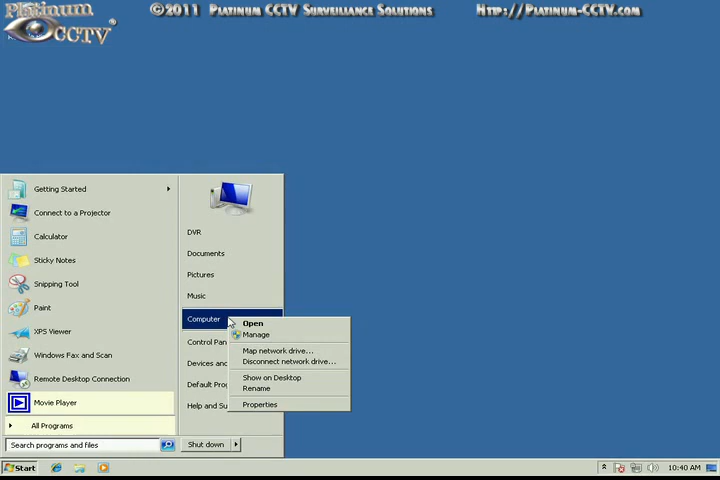 Platinum CCTV ®
©2011 Platinum CCTV Surveillance Solutions Http://Platinum-CCTV.com
Getting Started
Connect to a Projector
Calculator
Sticky Notes
Snipping Tool
Paint
XPS Viewer
Windows Fax and Scan
Remote Desktop Connection
Movie Player
All Programs
Search programs and files
DVR
Documents
Pictures
Music
Computer
Control Pan
Devices and
Default Prog
Help and Su
Shut down
Open
Manage
Map network drive...
Disconnect network drive...
Show on Desktop
Rename
Properties
Start
10:40 AM